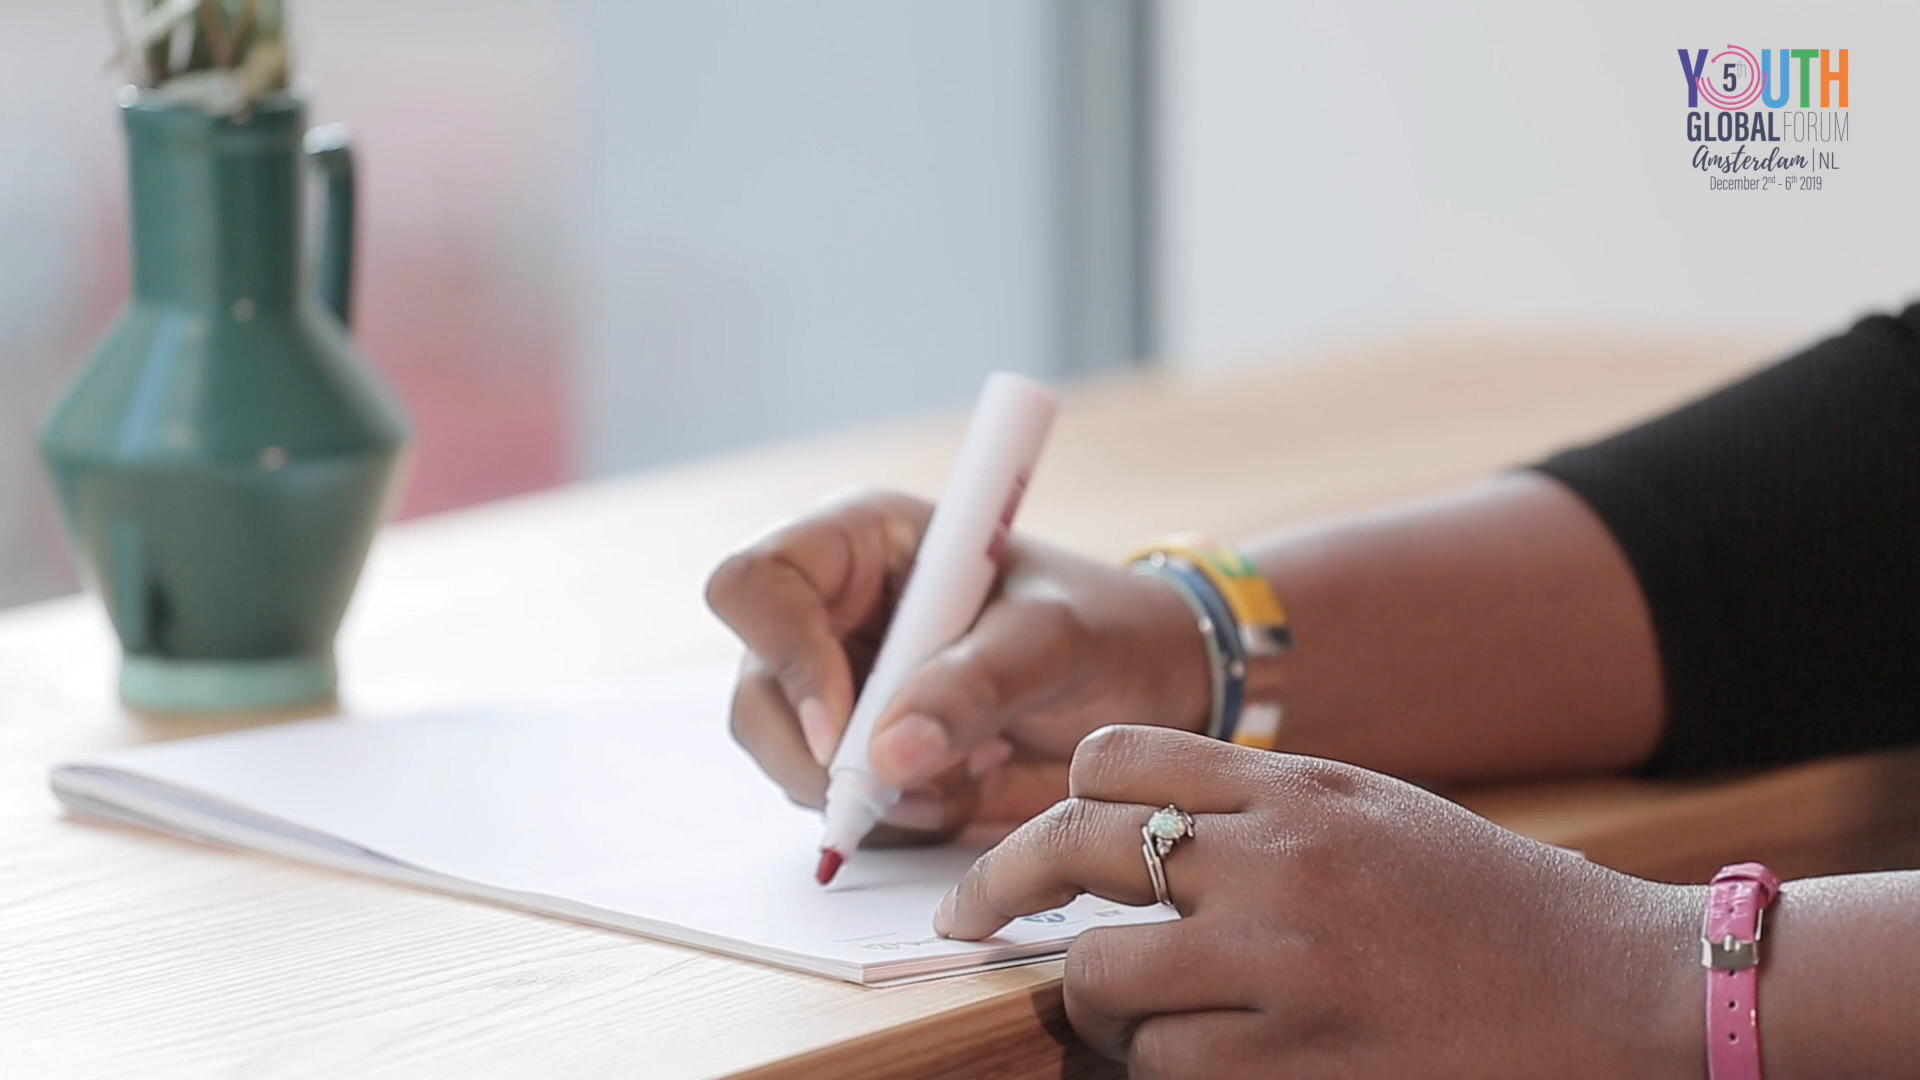 YOUTH
5th
GLOBAL FORUM
Amsterdam | NL
December 2nd - 6th 2019